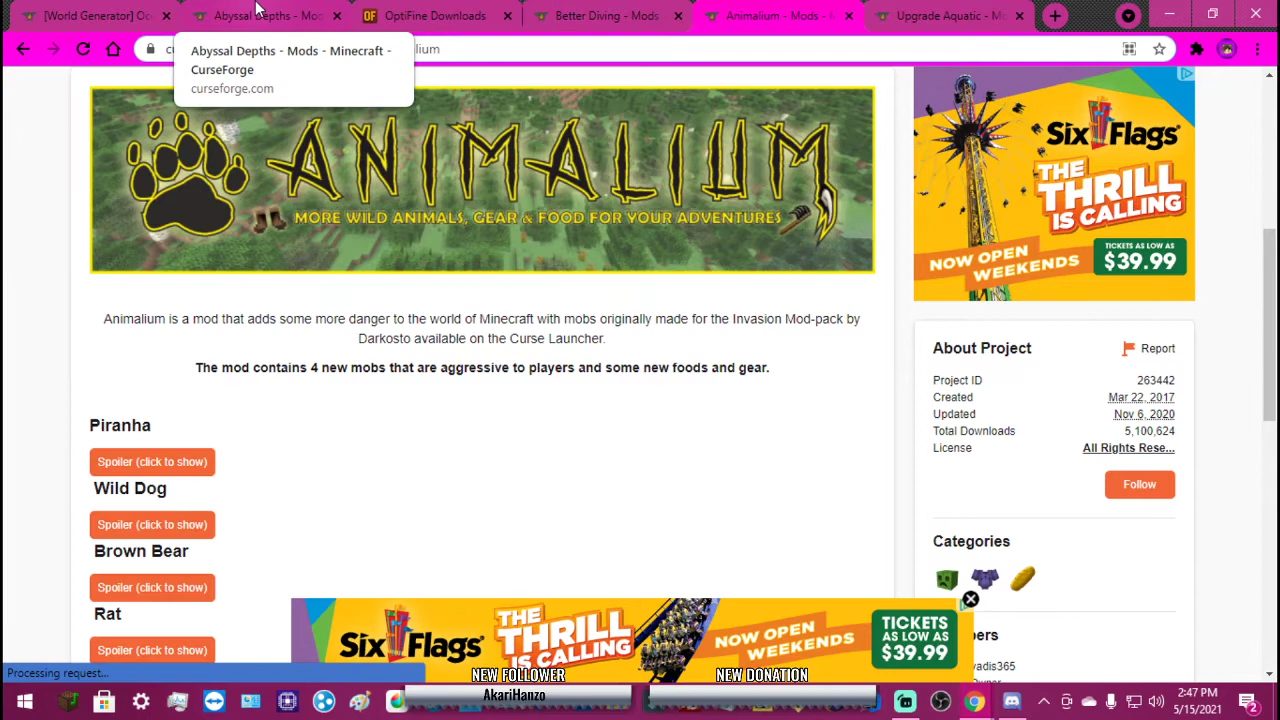 [World Generator] Oc
Abyssal Depths - Mo
OF
OptiFine Downloads
Better Diving - Mods
Animalium - Mods -
Upgrade Aquatic - M
Abyssal Depths - Mods - Minecraft -
CurseForge
curseforge.com
alium
ANIMALIUM
MORE WILD ANIMALS, GEAR & FOOD FOR YOUR ADVENTURES
Animalium is a mod that adds some more danger to the world of Minecraft with mobs originally made for the Invasion Mod-pack by
Darkosto available on the Curse Launcher.
The mod contains 4 new mobs that are aggressive to players and some new foods and gear.
Piranha
Spoiler (click to show)
Wild Dog
Spoiler (click to show)
Brown Bear
Spoiler (click to show)
Rat
Spoiler (click to show)
Six Flags
THE
THRILL
IS CALLING
NOW OPEN
WEEKENDS
TICKETS AS LOW AS
$39.99
About Project
Report
Project ID 263442
Created Mar 22, 2017
Updated Nov 6, 2020
Total Downloads 5,100,624
License All Rights Rese...
Follow
Categories
bers
vadis365
Six Flags
THE
THRILL
IS CALLING
NOW OPEN
WEEKENDS
TICKETS
AS LOW AS
$39.99
Processing request...
NEW FOLLOWER
AkariHanzo
NEW DONATION
2:47 PM
5/15/2021
2